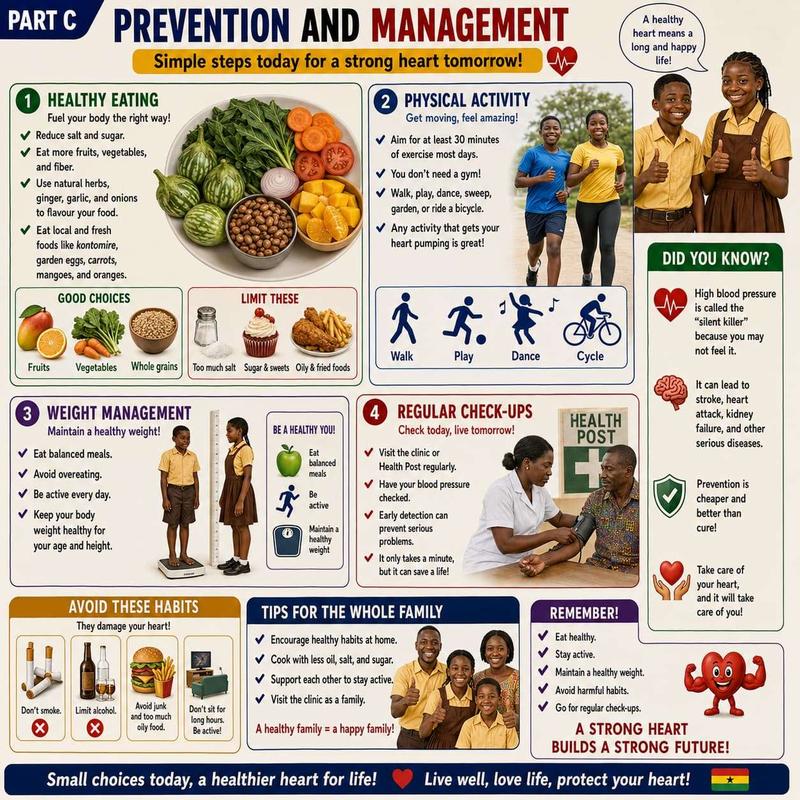 PART C
PREVENTION AND MANAGEMENT
Simple steps today for a strong heart tomorrow!
A healthy
heart means a
long and happy
life!
1 HEALTHY EATING
Fuel your body the right way!
Reduce salt and sugar.
Eat more fruits, vegetables,
and fiber.
Use natural herbs,
ginger, garlic, and onions
to flavour your food.
Eat local and fresh
foods like kontomire,
garden eggs, carrots,
mangoes, and oranges.
GOOD CHOICES
Fruits
Vegetables
Whole grains
LIMIT THESE
Too much salt
Sugar & sweets
Oily & fried foods
2 PHYSICAL ACTIVITY
Get moving, feel amazing!
Aim for at least 30 minutes
of exercise most days.
You don't need a gym!
Walk, play, dance, sweep,
garden, or ride a bicycle.
Any activity that gets your
heart pumping is great!
Walk
Play
Dance
Cycle
DID YOU KNOW?
High blood pressure
is called the
"silent killer"
because you may
not feel it.
It can lead to
stroke, heart
attack, kidney
failure, and other
serious diseases.
Prevention is
cheaper and
better than
cure!
Take care of
your heart,
and it will take
care of you!
3 WEIGHT MANAGEMENT
Maintain a healthy weight!
Eat balanced meals.
Avoid overeating.
Be active every day.
Keep your body
weight healthy for
your age and height.
BE A HEALTHY YOU!
Eat
balanced
meals
Be
active
Maintain a
healthy
weight
4 REGULAR CHECK-UPS
Check today, live tomorrow!
Visit the clinic or
Health Post regularly.
Have your blood pressure
checked.
Early detection can
prevent serious
problems.
It only takes a minute,
but it can save a life!
HEALTH
POST
AVOID THESE HABITS
They damage your heart!
Don't smoke.
Limit alcohol.
Avoid junk
and too much
oily food.
Don't sit for
long hours.
Be active!
TIPS FOR THE WHOLE FAMILY
Encourage healthy habits at home.
Cook with less oil, salt, and sugar.
Support each other to stay active.
Visit the clinic as a family.
A healthy family = a happy family!
REMEMBER!
Eat healthy.
Stay active.
Maintain a healthy weight.
Avoid harmful habits.
Go for regular check-ups.
A STRONG HEART
BUILDS A STRONG FUTURE!
Small choices today, a healthier heart for life! Live well, love life, protect your heart!